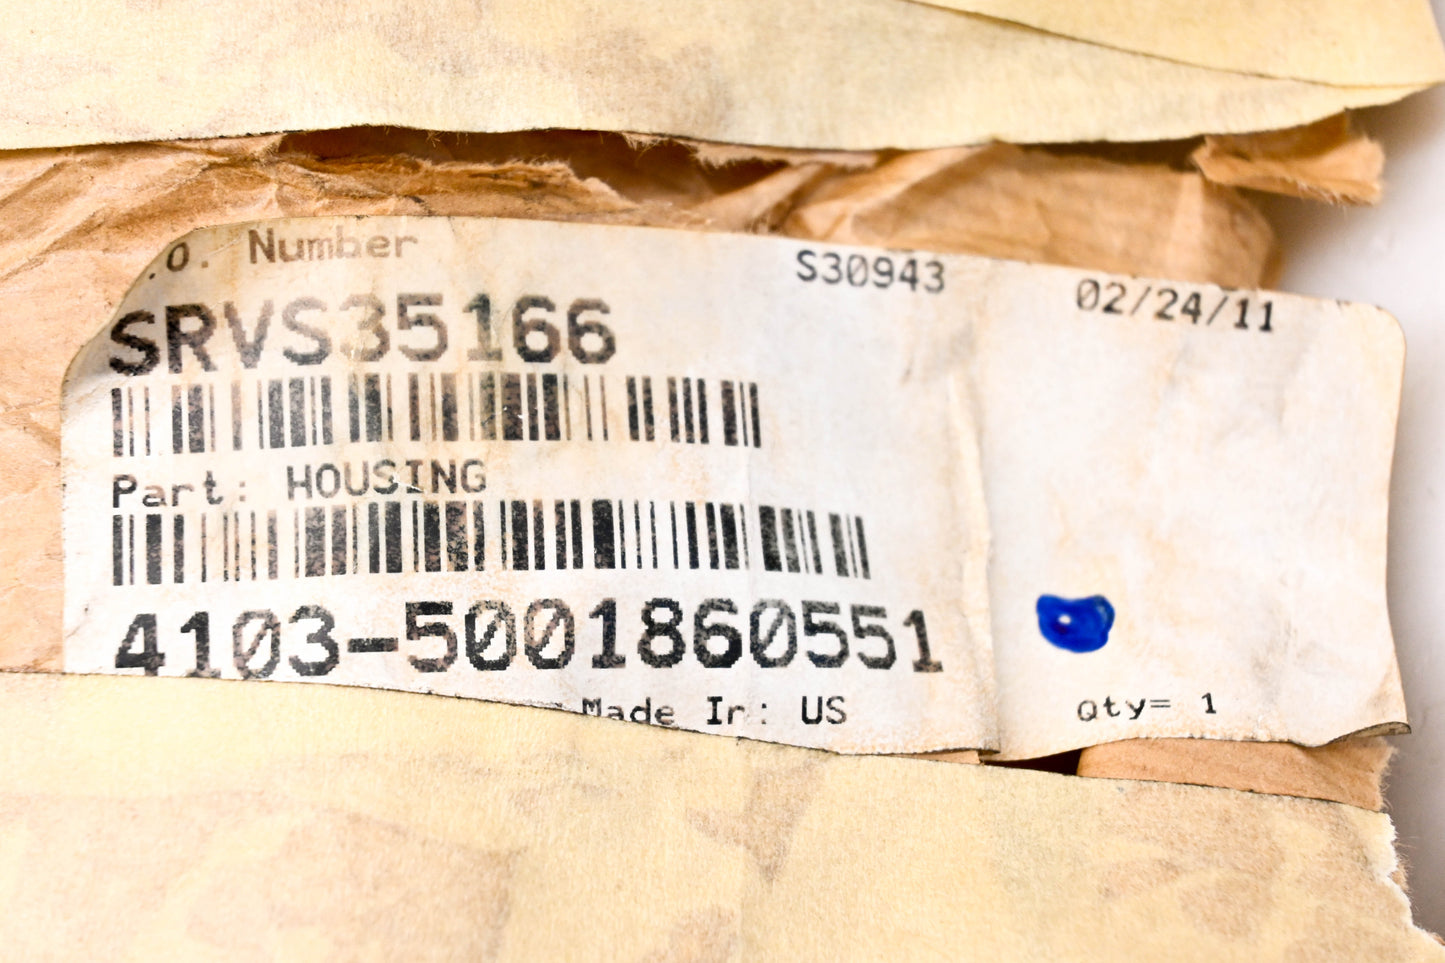 .O. Number S30943 02/24/11
SRVS35166
Part: HOUSING
4103-5001860551
Made In: US Qty= 1